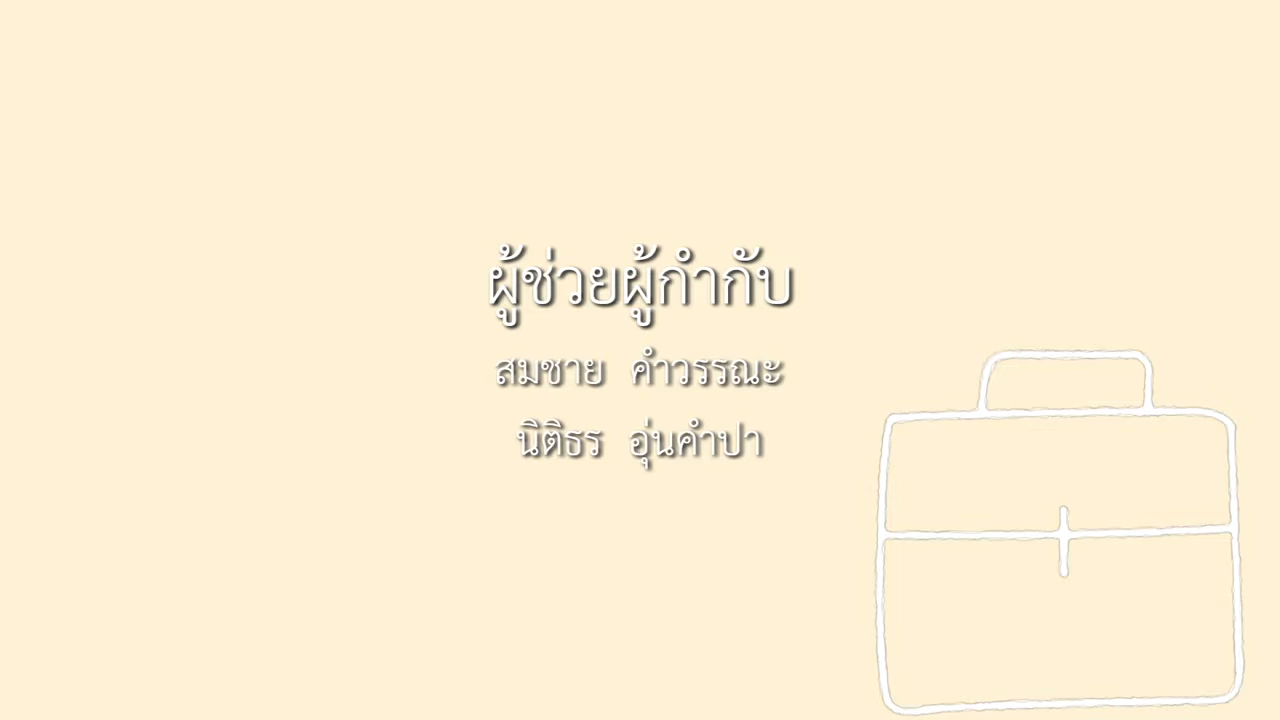 ผู้ช่วยผู้กำกับ
สมชาย คำวรรณะ
นิติธร อุ่นคำปา